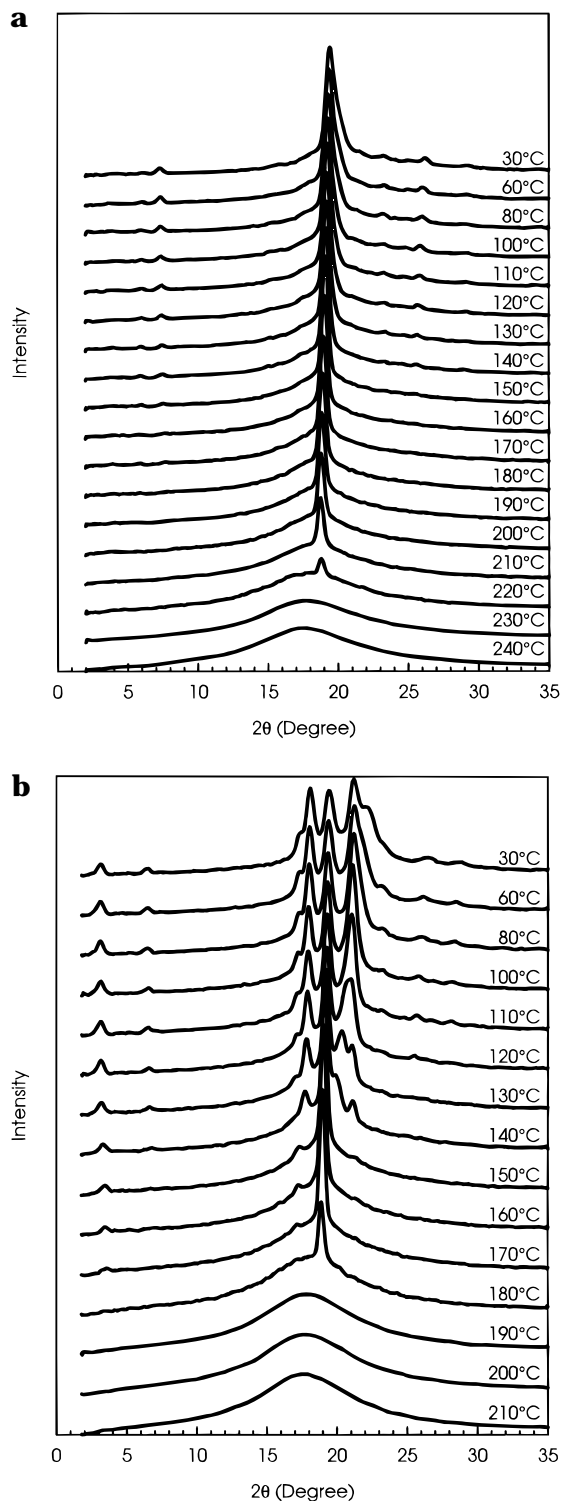 a
Intensity
30°C
60°C
80°C
100°C
110°C
120°C
130°C
140°C
150°C
160°C
170°C
180°C
190°C
200°C
210°C
220°C
230°C
240°C
0 5 10 15 20 25 30 35
2θ (Degree)
b
Intensity
30°C
60°C
80°C
100°C
110°C
120°C
130°C
140°C
150°C
160°C
170°C
180°C
190°C
200°C
210°C
0 5 10 15 20 25 30 35
2θ (Degree)